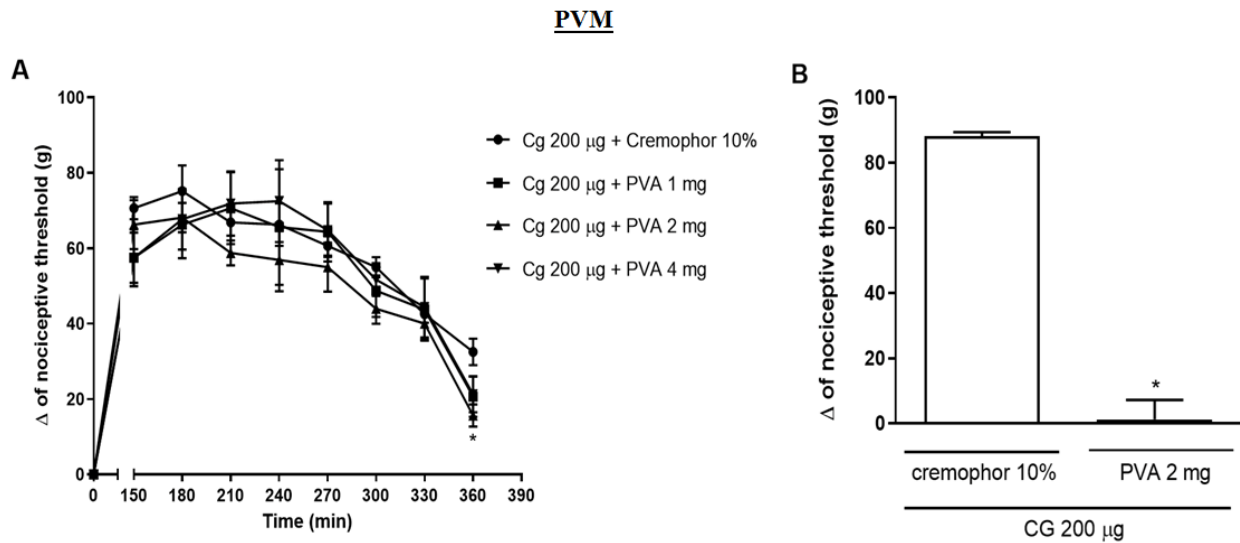 PVM
A
Δ of nociceptive threshold (g)
100
80
60
40
20
0
0 150 180 210 240 270 300 330 360 390
Time (min)
Cg 200 µg + Cremophor 10%
Cg 200 µg + PVA 1 mg
Cg 200 µg + PVA 2 mg
Cg 200 µg + PVA 4 mg
*
B
Δ of nociceptive threshold (g)
100
80
60
40
20
0
*
cremophor 10% PVA 2 mg
CG 200 µg